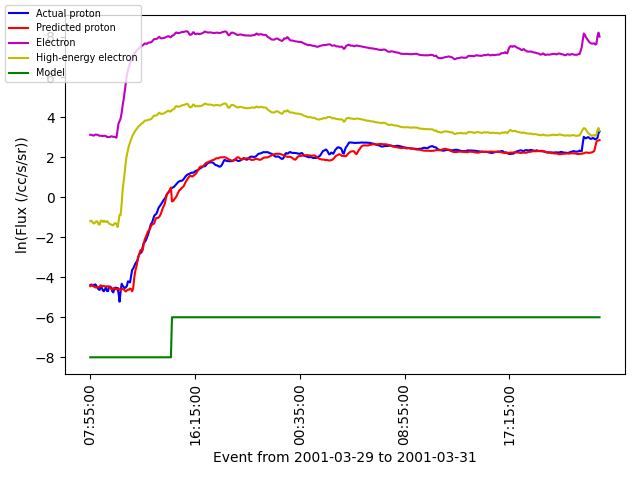 Actual proton
Predicted proton
Electron
High-energy electron
Model
8
6
4
2
0
−2
−4
−6
−8
ln(Flux (/cc/s/sr))
07:55:00
16:15:00
00:35:00
08:55:00
17:15:00
Event from 2001-03-29 to 2001-03-31